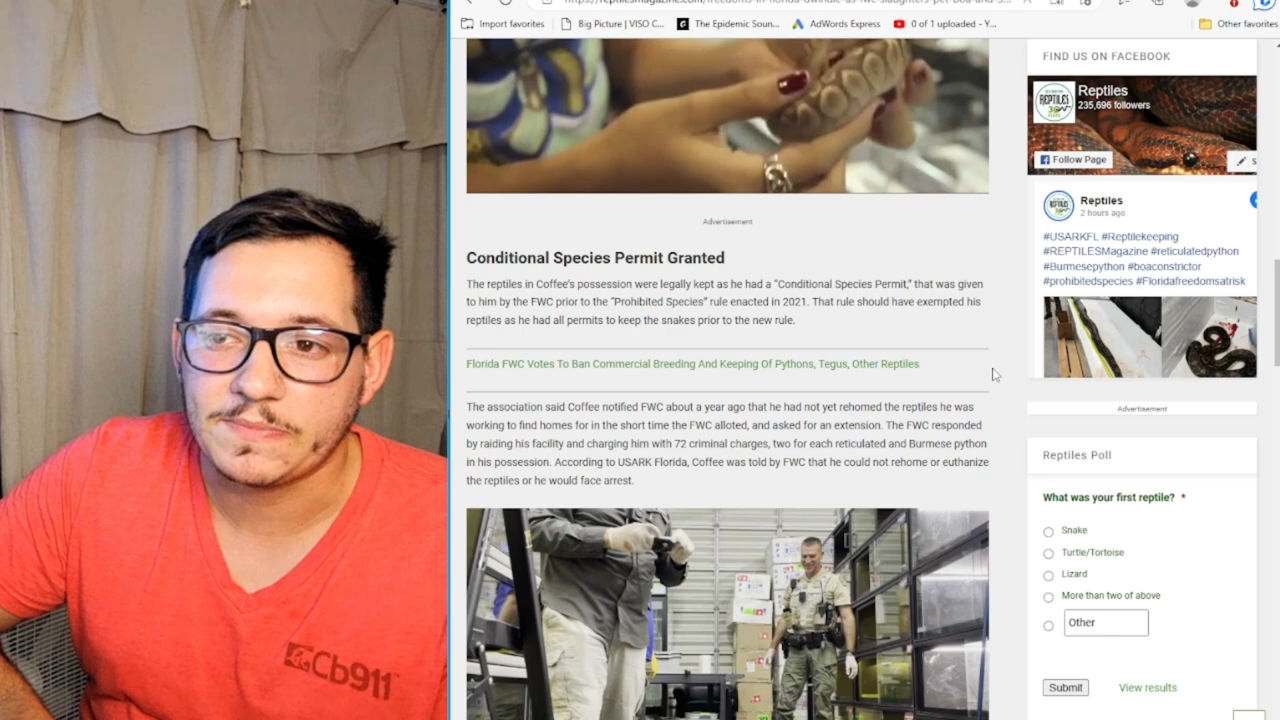 Import favorites
Big Picture | VISO C...
The Epidemic Soun...
AdWords Express
0 of 1 uploaded - Y...
Other favorites
Advertisement
Conditional Species Permit Granted
The reptiles in Coffee's possession were legally kept as he had a "Conditional Species Permit," that was given
to him by the FWC prior to the "Prohibited Species" rule enacted in 2021. That rule should have exempted his
reptiles as he had all permits to keep the snakes prior to the new rule.
Florida FWC Votes To Ban Commercial Breeding And Keeping Of Pythons, Tegus, Other Reptiles
The association said Coffee notified FWC about a year ago that he had not yet rehomed the reptiles he was
working to find homes for in the short time the FWC alloted, and asked for an extension. The FWC responded
by raiding his facility and charging him with 72 criminal charges, two for each reticulated and Burmese python
in his possession. According to USARK Florida, Coffee was told by FWC that he could not rehome or euthanize
the reptiles or he would face arrest.
FIND US ON FACEBOOK
REPTILES
Reptiles
235,696 followers
Follow Page
S
Reptiles
2 hours ago
#USARKFL #Reptilekeeping
#REPTILESMagazine #reticulatedpython
#Burmesepython #boaconstrictor
#prohibitedspecies #Floridafreedomsatrisk
Advertisement
Reptiles Poll
What was your first reptile? *
Snake
Turtle/Tortoise
Lizard
More than two of above
Other
Submit
View results
Cb911